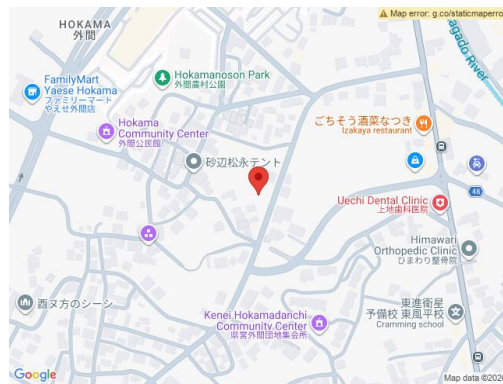 Map error: g.co/staticmaperro
HOKAMA
外間
FamilyMart
Yaese Hokama
ファミリーマート
やえせ外間店
Hokamanoson Park
外間農村公園
Hokama
Community Center
外間公民館
砂辺松永テント
ごちそう酒菜なつき
Izakaya restaurant
agado River
48
Uechi Dental Clinic
上地歯科医院
Himawari
Orthopedic Clinic
ひまわり整骨院
酉ヌ方のシーシ
Kenei Hokamadanchi
Community Center
県営外間団地集会所
東進衛星
予備校 東風平校
Cramming school
Google
Map data ©202